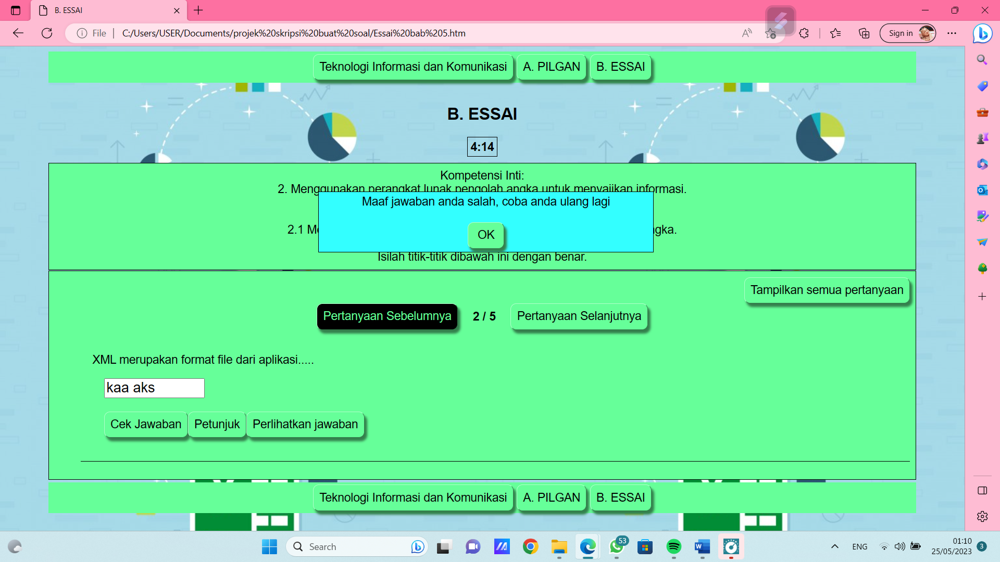 B. ESSAI
File
C:/Users/USER/Documents/projek%20skripsi%20buat%20soal/Essai%20bab%205.htm
Sign in
Teknologi Informasi dan Komunikasi
A. PILGAN
B. ESSAI
B. ESSAI
4:14
Kompetensi Inti:
2. Menggunakan perangkat lunak pengolah angka untuk menyajikan informasi.
Maaf jawaban anda salah, coba anda ulang lagi
OK
2.1 Me
gka.
Isilah titik-titik dibawah ini dengan benar.
Tampilkan semua pertanyaan
Pertanyaan Sebelumnya
2 / 5
Pertanyaan Selanjutnya
XML merupakan format file dari aplikasi.....
kaa aks
Cek Jawaban
Petunjuk
Perlihatkan jawaban
Teknologi Informasi dan Komunikasi
A. PILGAN
B. ESSAI
Search
53
ENG
01:10
25/05/2023
3